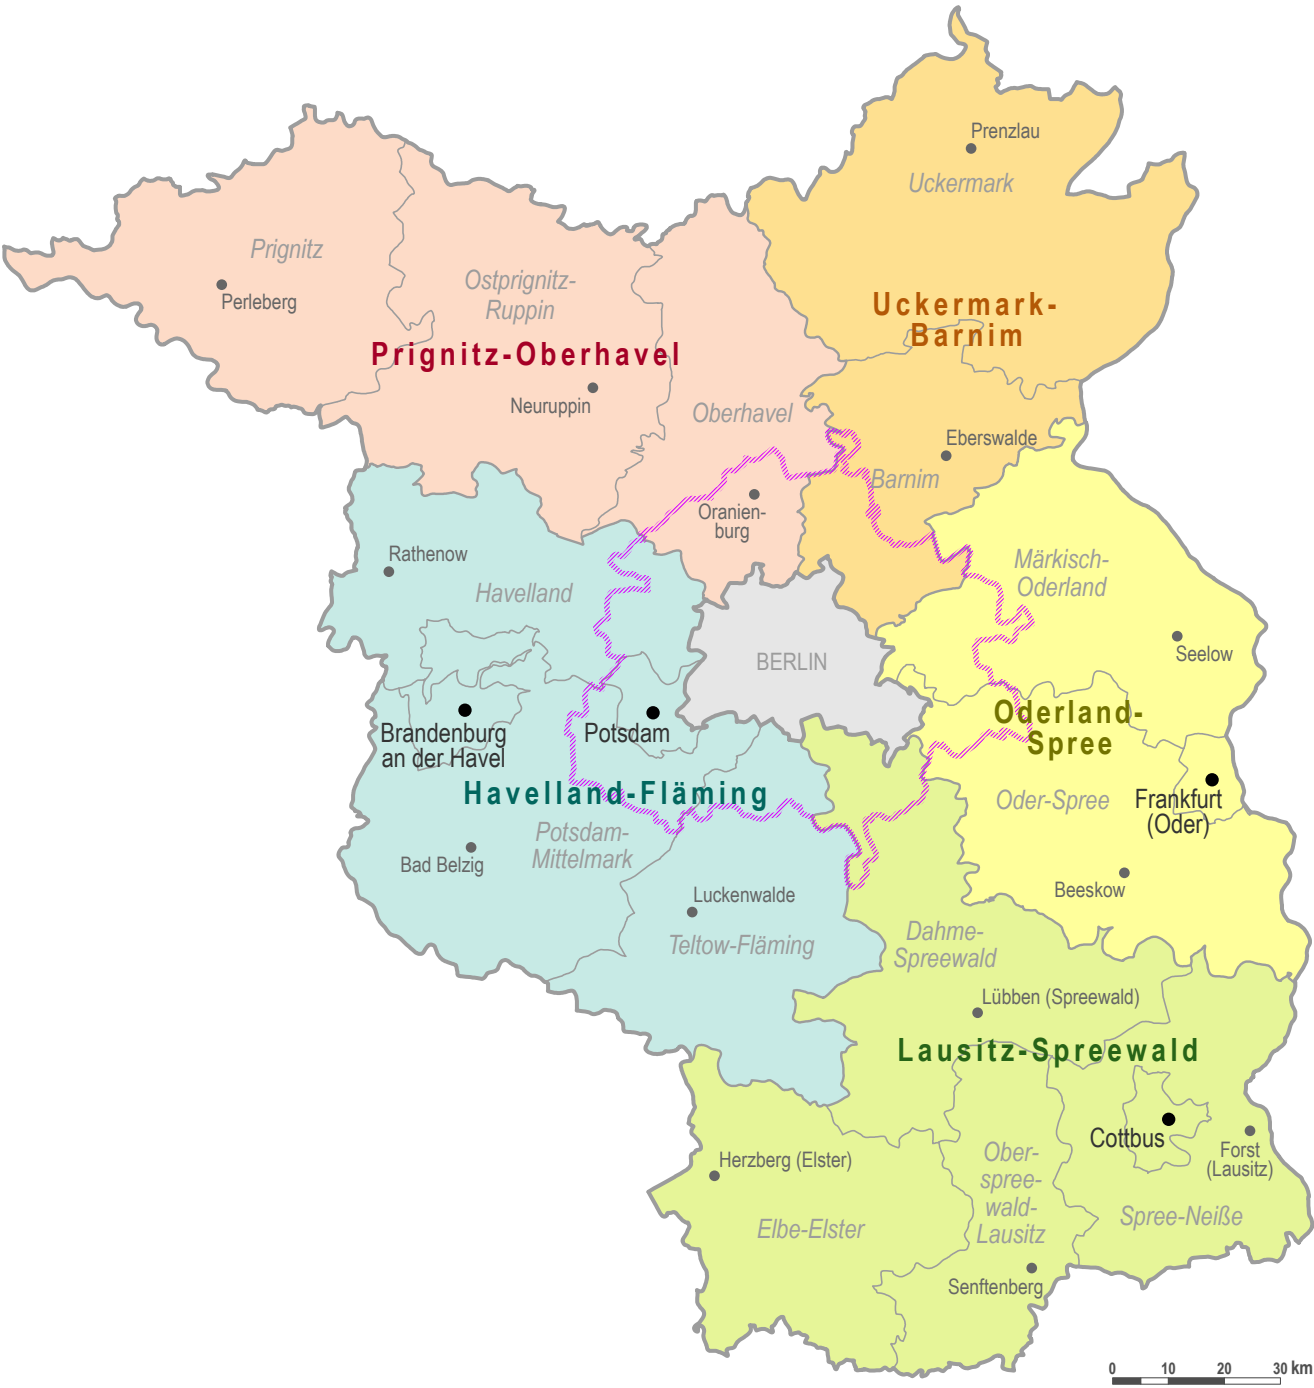 Prenzlau
Uckermark
Prignitz
Perleberg
Ostprignitz-
Ruppin
Uckermark-
Barnim
Prignitz-Oberhavel
Neuruppin
Oberhavel
Eberswalde
Barnim
Oranien-
burg
Rathenow
Havelland
Märkisch-
Oderland
BERLIN
Seelow
Brandenburg
an der Havel
Potsdam
Oderland-
Spree
Havelland-Fläming
Oder-Spree
Frankfurt
(Oder)
Potsdam-
Mittelmark
Bad Belzig
Beeskow
Luckenwalde
Teltow-Fläming
Dahme-
Spreewald
Lübben (Spreewald)
Lausitz-Spreewald
Cottbus
Forst
(Lausitz)
Herzberg (Elster)
Ober-
spree-
wald-
Lausitz
Elbe-Elster
Spree-Neiße
Senftenberg
0 10 20 30 km